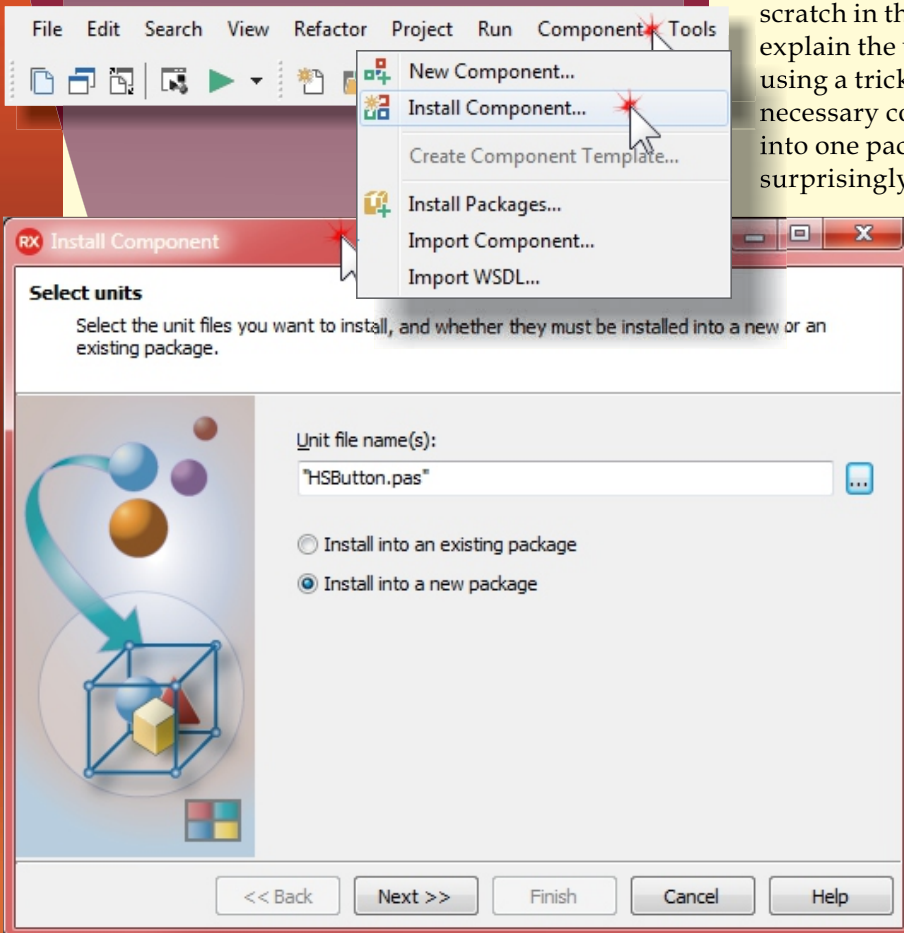 File Edit Search View Refactor Project Run Component Tools
New Component...
Install Component...
Create Component Template...
Install Packages...
Import Component...
Import WSDL...
scratch in
explain the
using a trick
necessary
into one
surprisingly
RX Install Component
Select units
Select the unit files you want to install, and whether they must be installed into a new or an
existing package.
Unit file name(s):
"HSButton.pas"
...
Install into an existing package
Install into a new package
<< Back Next >> Finish Cancel Help